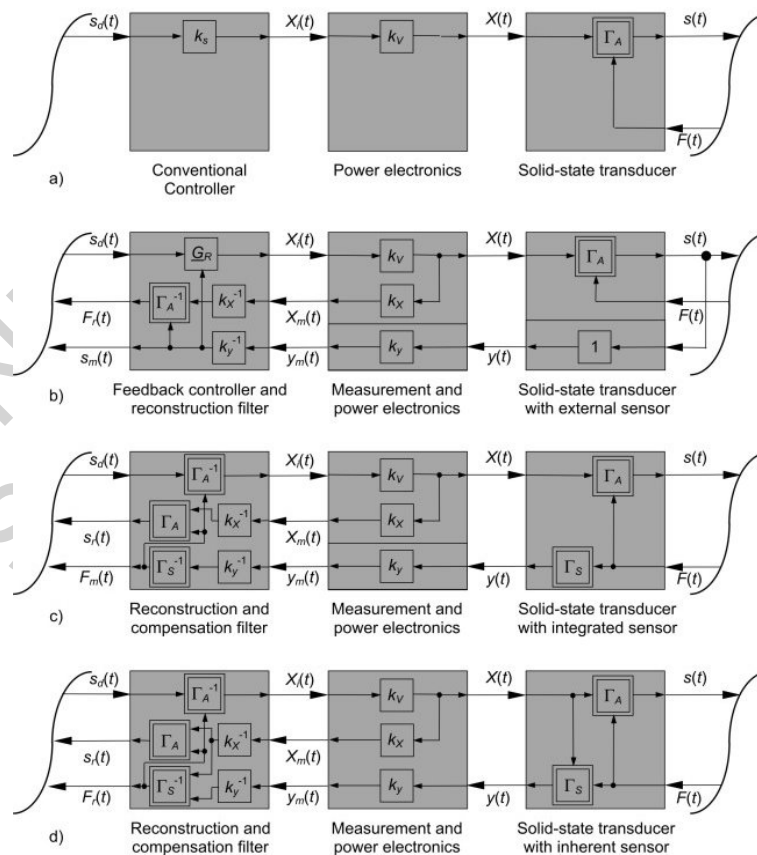 s_d(t) X_i(t) X(t) s(t)
k_s k_V Γ_A
F(t)
Conventional Controller
Power electronics
Solid-state transducer
a)
s_d(t) X_i(t) X(t) s(t)
G_R k_V Γ_A
F_r(t) Γ_A^-1 k_X^-1 X_m(t) k_X F(t)
s_m(t) k_y^-1 y_m(t) k_y y(t) 1
Feedback controller and reconstruction filter
Measurement and power electronics
Solid-state transducer with external sensor
b)
s_d(t) X_i(t) X(t) s(t)
Γ_A^-1 k_V Γ_A
s_r(t) Γ_A k_X^-1 X_m(t) k_X
F_m(t) Γ_S^-1 k_y^-1 y_m(t) k_y y(t) Γ_S F(t)
Reconstruction and compensation filter
Measurement and power electronics
Solid-state transducer with integrated sensor
c)
s_d(t) X_i(t) X(t) s(t)
Γ_A^-1 k_V Γ_A
s_r(t) Γ_A k_X^-1 X_m(t) k_X
F_r(t) Γ_S^-1 k_y^-1 y_m(t) k_y y(t) Γ_S F(t)
Reconstruction and compensation filter
Measurement and power electronics
Solid-state transducer with inherent sensor
d)